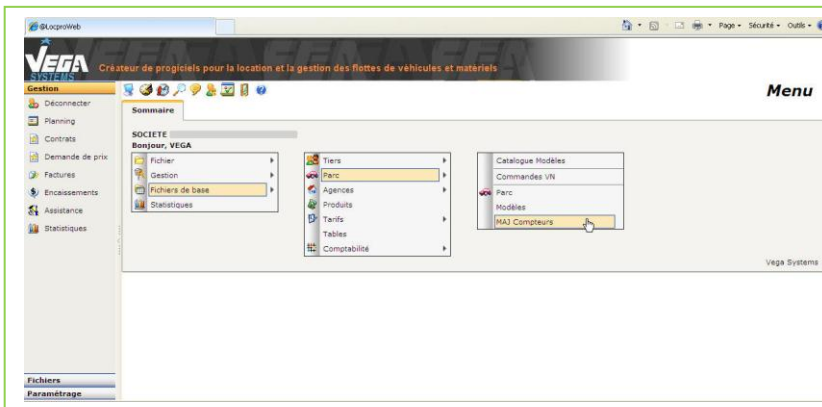 @LocproWeb
Page
Sécurité
Outils
VEGA
SYSTEMS
Créateur de progiciels pour la location et la gestion des flottes de véhicules et matériels
Gestion
Menu
Déconnecter
Planning
Contrats
Demande de prix
Factures
Encaissements
Assistance
Statistiques
Sommaire
SOCIETE
Bonjour, VEGA
Fichier
Gestion
Fichiers de base
Statistiques
Tiers
Parc
Agences
Produits
Tarifs
Tables
Comptabilité
Catalogue Modèles
Commandes VN
Parc
Modèles
MAJ Compteurs
Vega Systems
Fichiers
Paramétrage